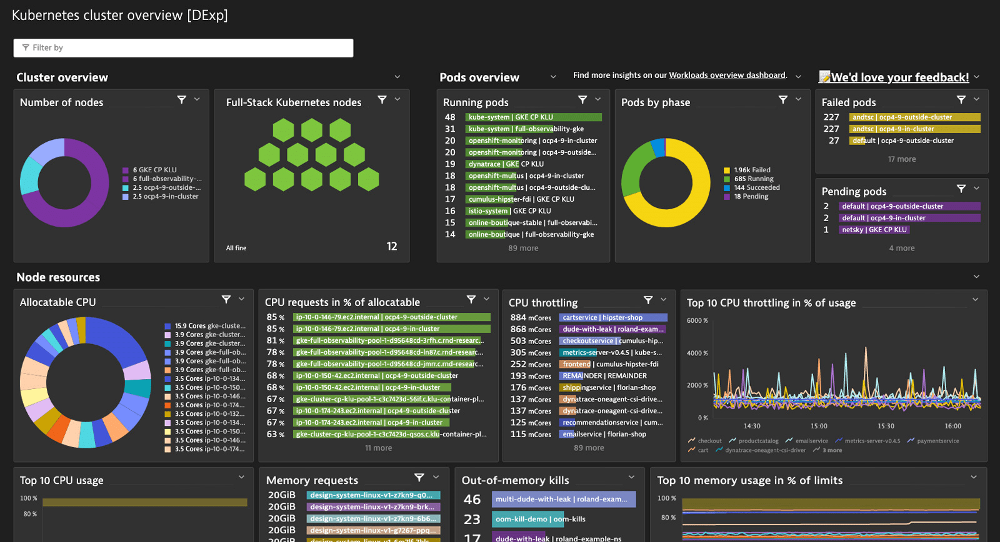 Kubernetes cluster overview [DExp]
Filter by
Cluster overview
Pods overview
Find more insights on our Workloads overview dashboard.
📝We'd love your feedback!
Number of nodes
6 GKE CP KLU
6 full-observability-...
2.5 ocp4-9-outside-...
2.5 ocp4-9-in-cluster
Full-Stack Kubernetes nodes
All fine
12
Running pods
48 kube-system | GKE CP KLU
31 kube-system | full-observability-gke
20 openshift-monitoring | ocp4-9-in-cluster
20 openshift-monitoring | ocp4-9-outside...
19 dynatrace | GKE CP KLU
18 openshift-multus | ocp4-9-in-cluster
18 openshift-multus | ocp4-9-outside-clu...
17 cumulus-hipster-fdi | GKE CP KLU
16 istio-system | GKE CP KLU
15 online-boutique-stable | full-observabi...
14 online-boutique | full-observability-gke
89 more
Pods by phase
1.96k Failed
685 Running
144 Succeeded
18 Pending
Failed pods
227 andtsc | ocp4-9-outside-cluster
227 andtsc | ocp4-9-in-cluster
27 default | ocp4-9-outside-cluster
17 more
Pending pods
2 default | ocp4-9-outside-cluster
2 default | ocp4-9-in-cluster
1 netsky | GKE CP KLU
4 more
Node resources
Allocatable CPU
15.9 Cores gke-cluste...
3.9 Cores gke-cluster...
3.9 Cores gke-cluster...
3.9 Cores gke-full-ob...
3.9 Cores gke-full-ob...
3.9 Cores gke-full-ob...
3.5 Cores ip-10-0-134...
3.5 Cores ip-10-0-150...
3.5 Cores ip-10-0-146...
3.5 Cores ip-10-0-174...
3.5 Cores ip-10-0-132...
3.5 Cores ip-10-0-134...
3.5 Cores ip-10-0-150...
3.5 Cores ip-10-0-146...
3.5 Cores ip-10-0-174...
CPU requests in % of allocatable
85 % ip-10-0-146-79.ec2.internal | ocp4-9-outside-cluster
85 % ip-10-0-146-79.ec2.internal | ocp4-9-in-cluster
81 % gke-full-observability-pool-1-d95648cd-3rfh.c.rnd-researc...
78 % gke-full-observability-pool-1-d95648cd-ln87.c.rnd-researc...
78 % gke-full-observability-pool-1-d95648cd-jmrr.c.rnd-researc...
68 % ip-10-0-150-42.ec2.internal | ocp4-9-outside-cluster
68 % ip-10-0-150-42.ec2.internal | ocp4-9-in-cluster
67 % gke-cluster-cp-klu-pool-1-c3c7423d-56if.c.klu-container-pl...
67 % ip-10-0-174-243.ec2.internal | ocp4-9-outside-cluster
67 % ip-10-0-174-243.ec2.internal | ocp4-9-in-cluster
63 % gke-cluster-cp-klu-pool-1-c3c7423d-qsos.c.klu-container-pl...
11 more
CPU throttling
884 mCores cartservice | hipster-shop
868 mCores dude-with-leak | roland-exam...
503 mCores checkoutservice | cumulus-hip...
305 mCores metrics-server-v0.4.5 | kube-s...
252 mCores frontend | cumulus-hipster-fdi
193 mCores REMAINDER | REMAINDER
176 mCores shippingservice | florian-shop
137 mCores dynatrace-oneagent-csi-drive...
137 mCores dynatrace-oneagent-csi-drive...
125 mCores recommendationservice | cum...
115 mCores emailservice | florian-shop
89 more
Top 10 CPU throttling in % of usage
6000 %
4000 %
2000 %
0 %
14:30 15:00 15:30 16:00
checkout productcatalog emailservice metrics-server-v0.4.5 paymentservice
cart dynatrace-oneagent-csi-driver 3 more
Top 10 CPU usage
100 %
80 %
Memory requests
20GiB design-system-linux-v1-z7kn9-q0...
20GiB design-system-linux-v1-z7kn9-brk...
20GiB design-system-linux-v1-z7kn9-6b6...
20GiB design-system-linux-v1-g7267-ppq...
20GiB
Out-of-memory kills
46 multi-dude-with-leak | roland-exam...
23 oom-kill-demo | oom-kills
17 dude-with-leak | roland-example-ns
Top 10 memory usage in % of limits
100 %
80 %